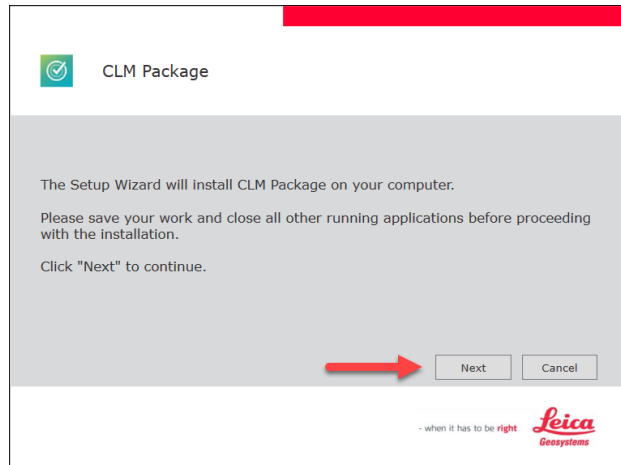 CLM Package
The Setup Wizard will install CLM Package on your computer.
Please save your work and close all other running applications before proceeding
with the installation.
Click "Next" to continue.
Next
Cancel
- when it has to be right
Leica
Geosystems